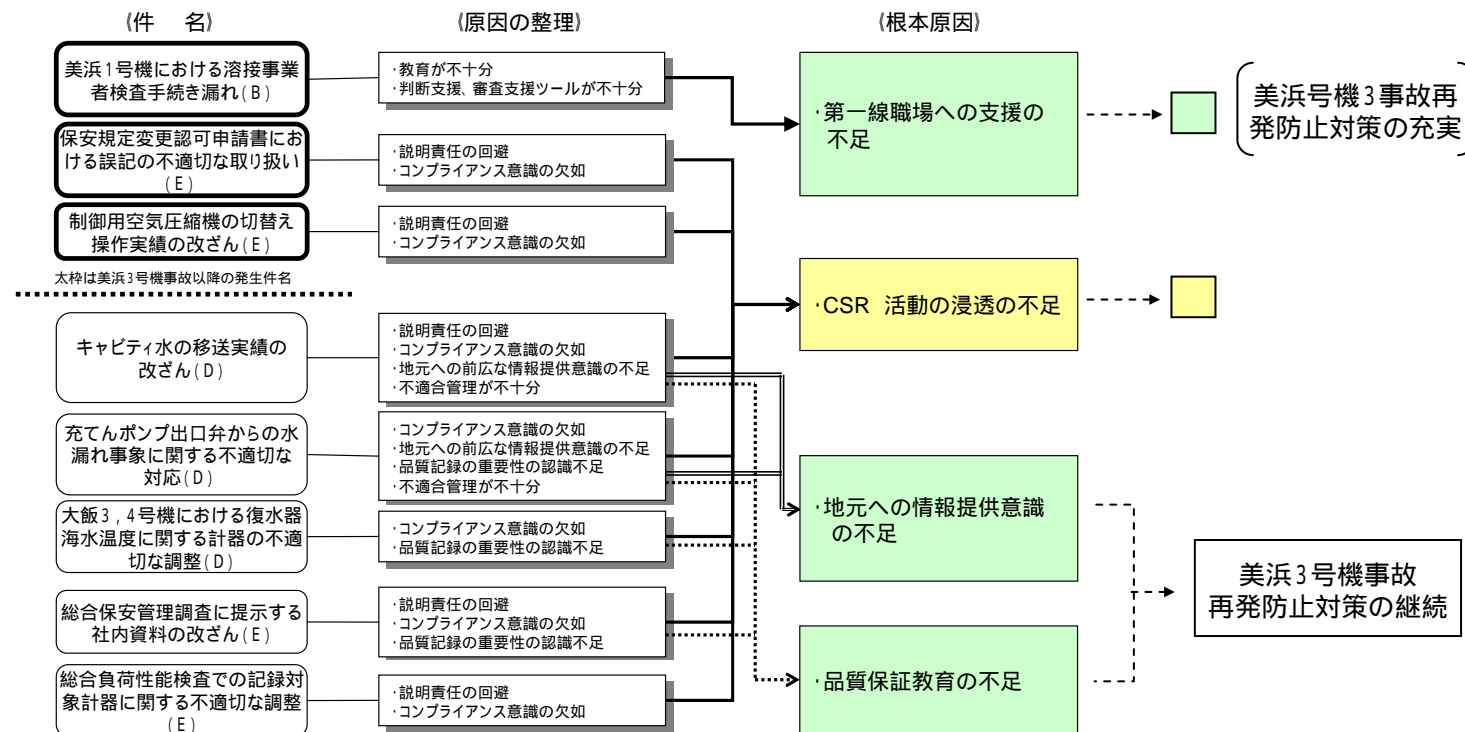 《件　名》
《原因の整理》
《根本原因》
美浜1号機における溶接事業
者検査手続き漏れ(B)
・教育が不十分
・判断支援、審査支援ツールが不十分
・第一線職場への支援の
不足
美浜号機3事故再
発防止対策の充実
保安規定変更認可申請書にお
ける誤記の不適切な取り扱い
(E)
・説明責任の回避
・コンプライアンス意識の欠如
制御用空気圧縮機の切替え
操作実績の改ざん(E)
・説明責任の回避
・コンプライアンス意識の欠如
太枠は美浜3号機事故以降の発生件名
・CSR 活動の浸透の不足
キャビティ水の移送実績の
改ざん(D)
・説明責任の回避
・コンプライアンス意識の欠如
・地元への前広な情報提供意識の不足
・不適合管理が不十分
充てんポンプ出口弁からの水
漏れ事象に関する不適切な
対応(D)
・コンプライアンス意識の欠如
・地元への前広な情報提供意識の不足
・品質記録の重要性の認識不足
・不適合管理が不十分
・地元への情報提供意識
の不足
大飯3,4号機における復水器
海水温度に関する計器の不適
切な調整(D)
・コンプライアンス意識の欠如
・品質記録の重要性の認識不足
美浜3号機事故
再発防止対策の継続
総合保安管理調査に提示する
社内資料の改ざん(E)
・説明責任の回避
・コンプライアンス意識の欠如
・品質記録の重要性の認識不足
・品質保証教育の不足
総合負荷性能検査での記録対
象計器に関する不適切な調整
(E)
・説明責任の回避
・コンプライアンス意識の欠如